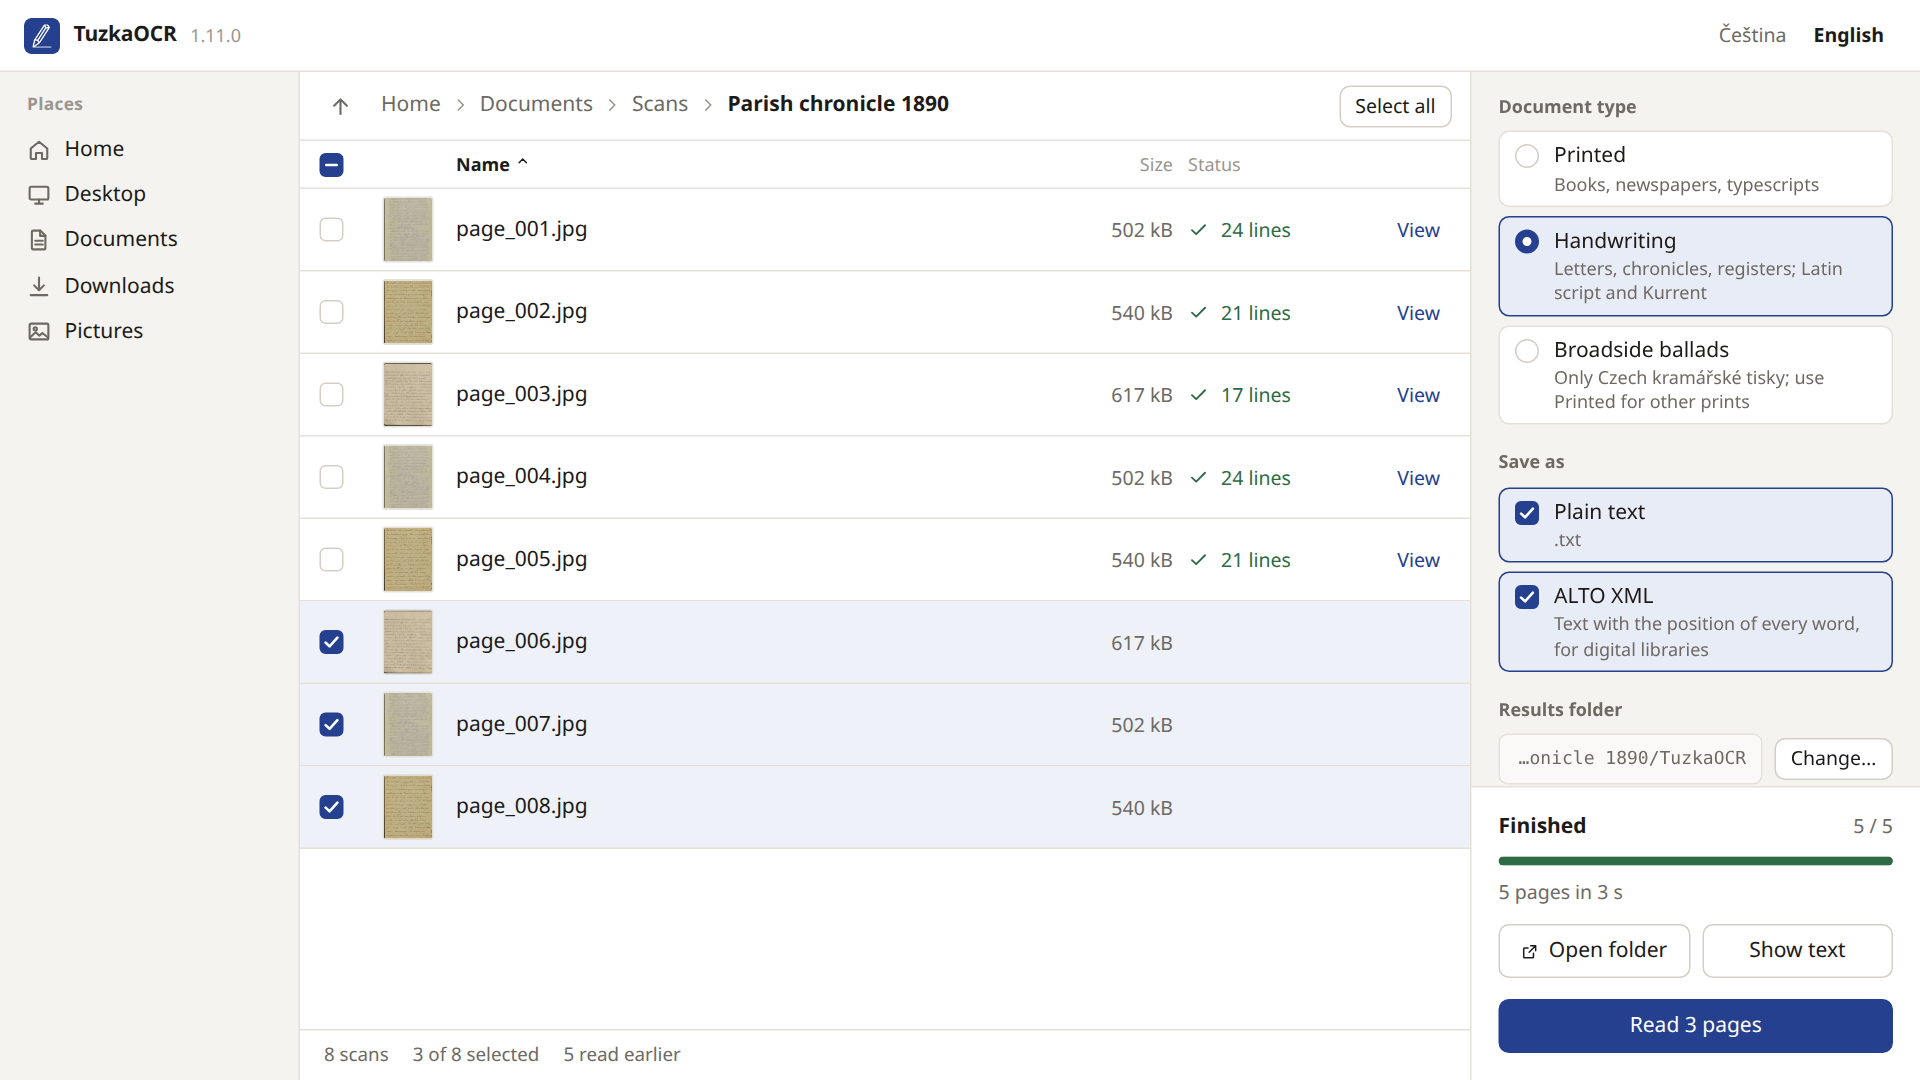 TuzkaOCR 1.11.0
Čeština English
Places
Home
Desktop
Documents
Downloads
Pictures
Home Documents Scans Parish chronicle 1890
Select all
Name Size Status
page_001.jpg 502 kB 24 lines View
page_002.jpg 540 kB 21 lines View
page_003.jpg 617 kB 17 lines View
page_004.jpg 502 kB 24 lines View
page_005.jpg 540 kB 21 lines View
page_006.jpg 617 kB
page_007.jpg 502 kB
page_008.jpg 540 kB
8 scans 3 of 8 selected 5 read earlier
Document type
Printed
Books, newspapers, typescripts
Handwriting
Letters, chronicles, registers; Latin
script and Kurrent
Broadside ballads
Only Czech kramářské tisky; use
Printed for other prints
Save as
Plain text
.txt
ALTO XML
Text with the position of every word,
for digital libraries
Results folder
…onicle 1890/TuzkaOCR Change…
Finished 5 / 5
5 pages in 3 s
Open folder Show text
Read 3 pages